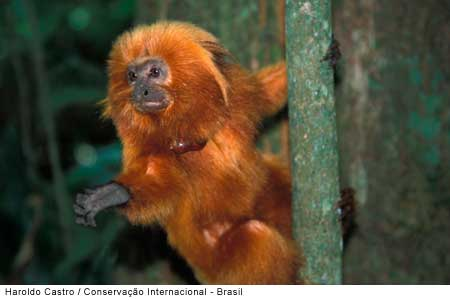 Haroldo Castro / Conservação Internacional - Brasil